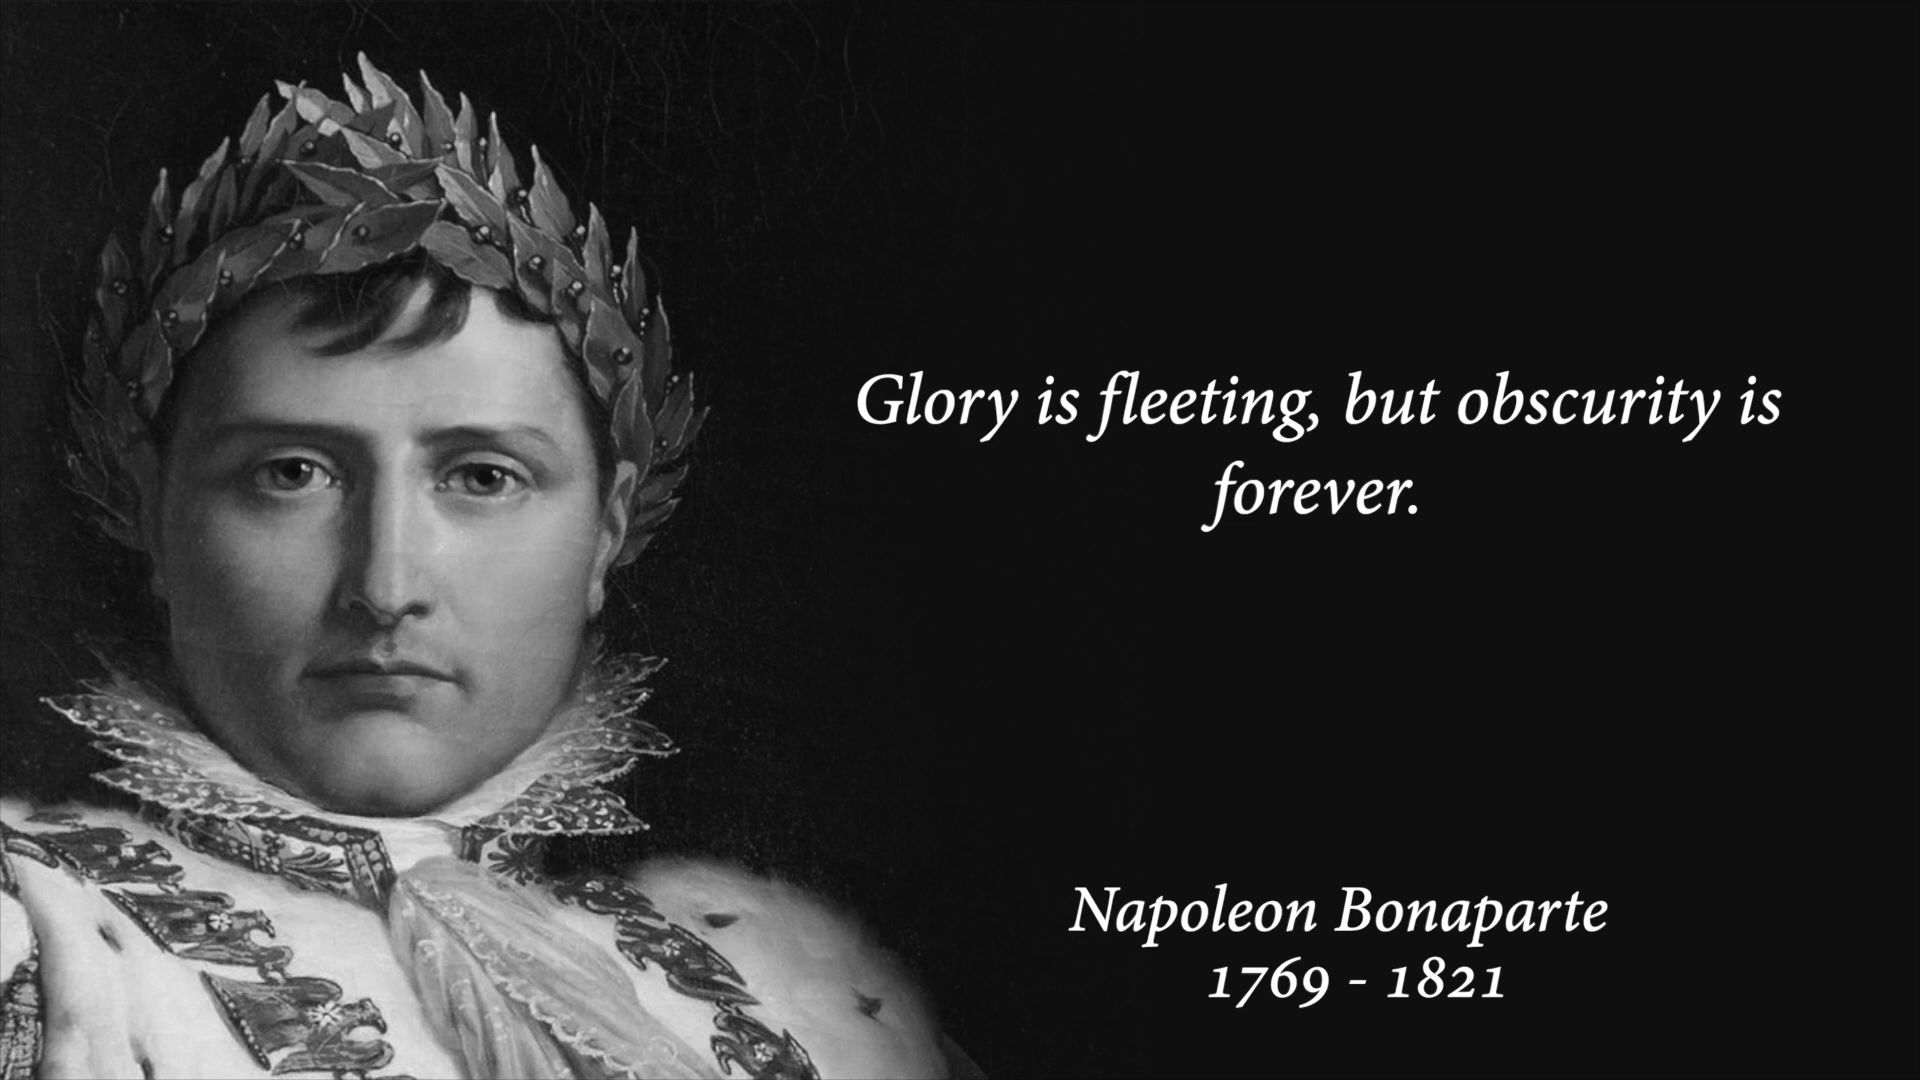 Glory is fleeting, but obscurity is
forever.
Napoleon Bonaparte
1769 - 1821